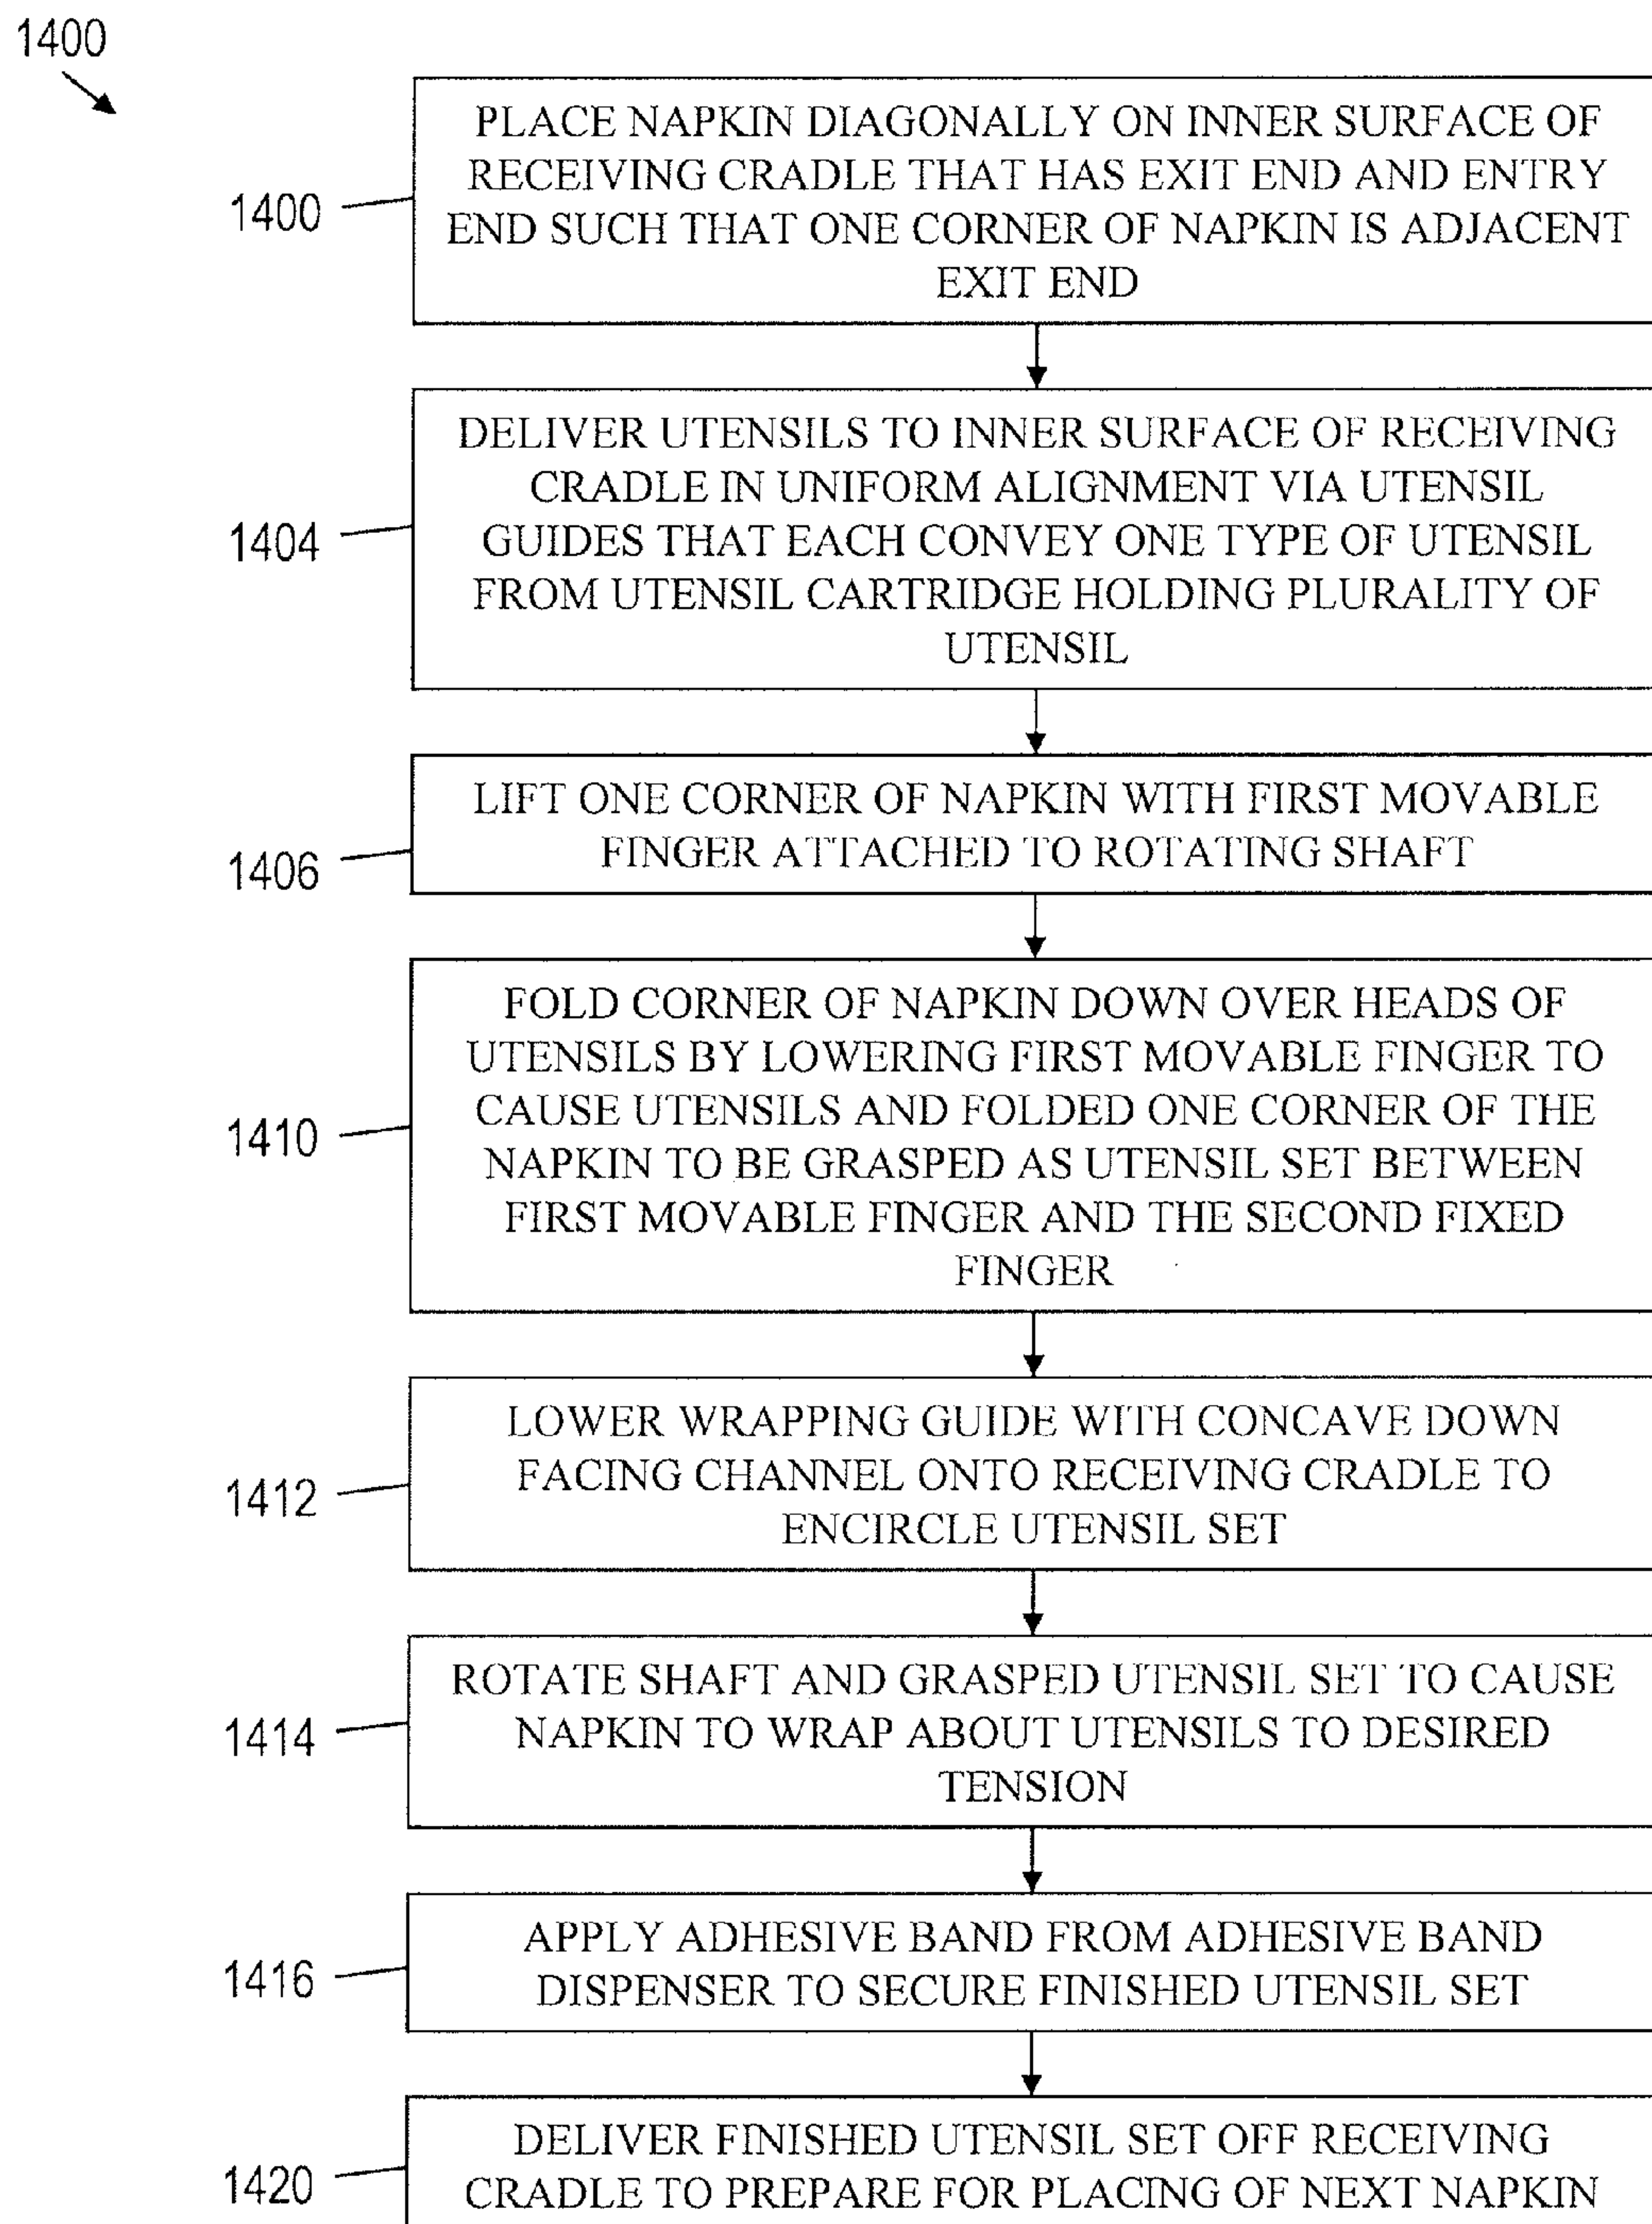 1400
PLACE NAPKIN DIAGONALLY ON INNER SURFACE OF
RECEIVING CRADLE THAT HAS EXIT END AND ENTRY
1400
END SUCH THAT ONE CORNER OF NAPKIN IS ADJACENT
EXIT END
DELIVER UTENSILS TO INNER SURFACE OF RECEIVING
CRADLE IN UNIFORM ALIGNMENT VIA UTENSIL
1404
GUIDES THAT EACH CONVEY ONE TYPE OF UTENSIL
FROM UTENSIL CARTRIDGE HOLDING PLURALITY OF
UTENSIL
LIFT ONE CORNER OF NAPKIN WITH FIRST MOVABLE
FINGER ATTACHED TO ROTATING SHAFT
1406
FOLD CORNER OF NAPKIN DOWN OVER HEADS OF
UTENSILS BY LOWERING FIRST MOVABLE FINGER TO
CAUSE UTENSILS AND FOLDED ONE CORNER OF THE
1410
NAPKIN TO BE GRASPED AS UTENSIL SET BETWEEN
FIRST MOVABLE FINGER AND THE SECOND FIXED
FINGER
LOWER WRAPPING GUIDE WITH CONCAVE DOWN
FACING CHANNEL ONTO RECEIVING CRADLE TO
1412
ENCIRCLE UTENSIL SET
ROTATE SHAFT AND GRASPED UTENSIL SET TO CAUSE
NAPKIN TO WRAP ABOUT UTENSILS TO DESIRED
1414
TENSION
APPLY ADHESIVE BAND FROM ADHESIVE BAND
1416
DISPENSER TO SECURE FINISHED UTENSIL SET
DELIVER FINISHED UTENSIL SET OFF RECEIVING
1420
CRADLE TO PREPARE FOR PLACING OF NEXT NAPKIN